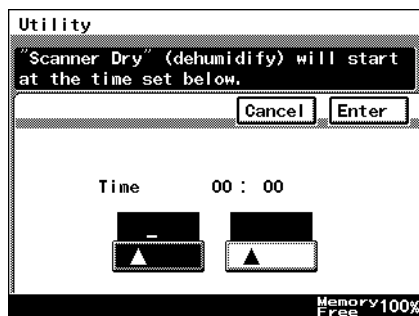 Utility
"Scanner Dry" (dehumidify) will start
at the time set below.
Cancel Enter
Time 00 : 00
Memory Free 100%